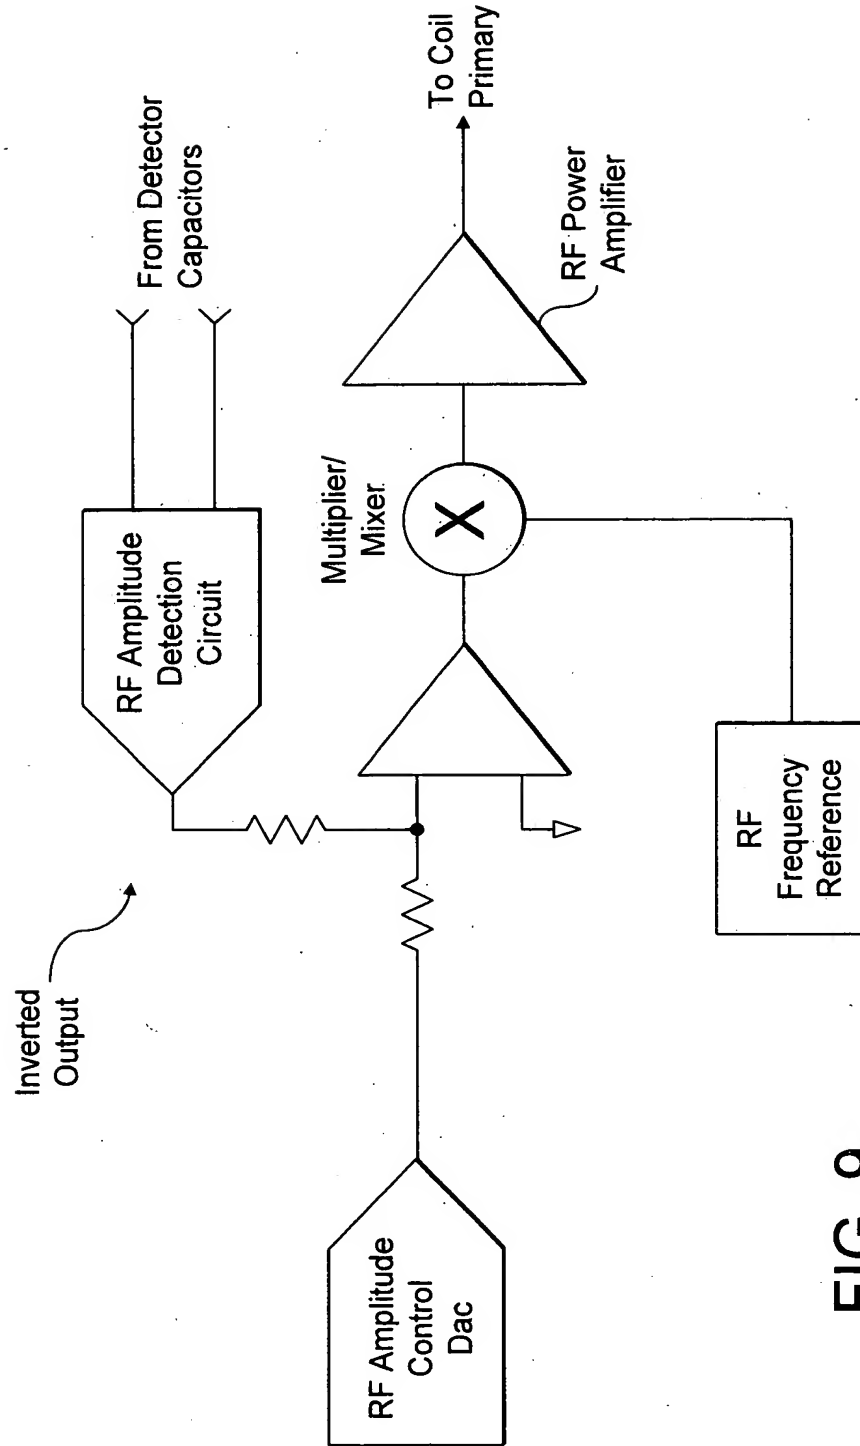 Inverted
Output
From Detector
Capacitors
RF Amplitude
Detection
Circuit
To Coil
Primary
RF Power
Amplifier
Multiplier/
Mixer
X
RF Amplitude
Control
Dac
RF
Frequency
Reference
FIG. 9